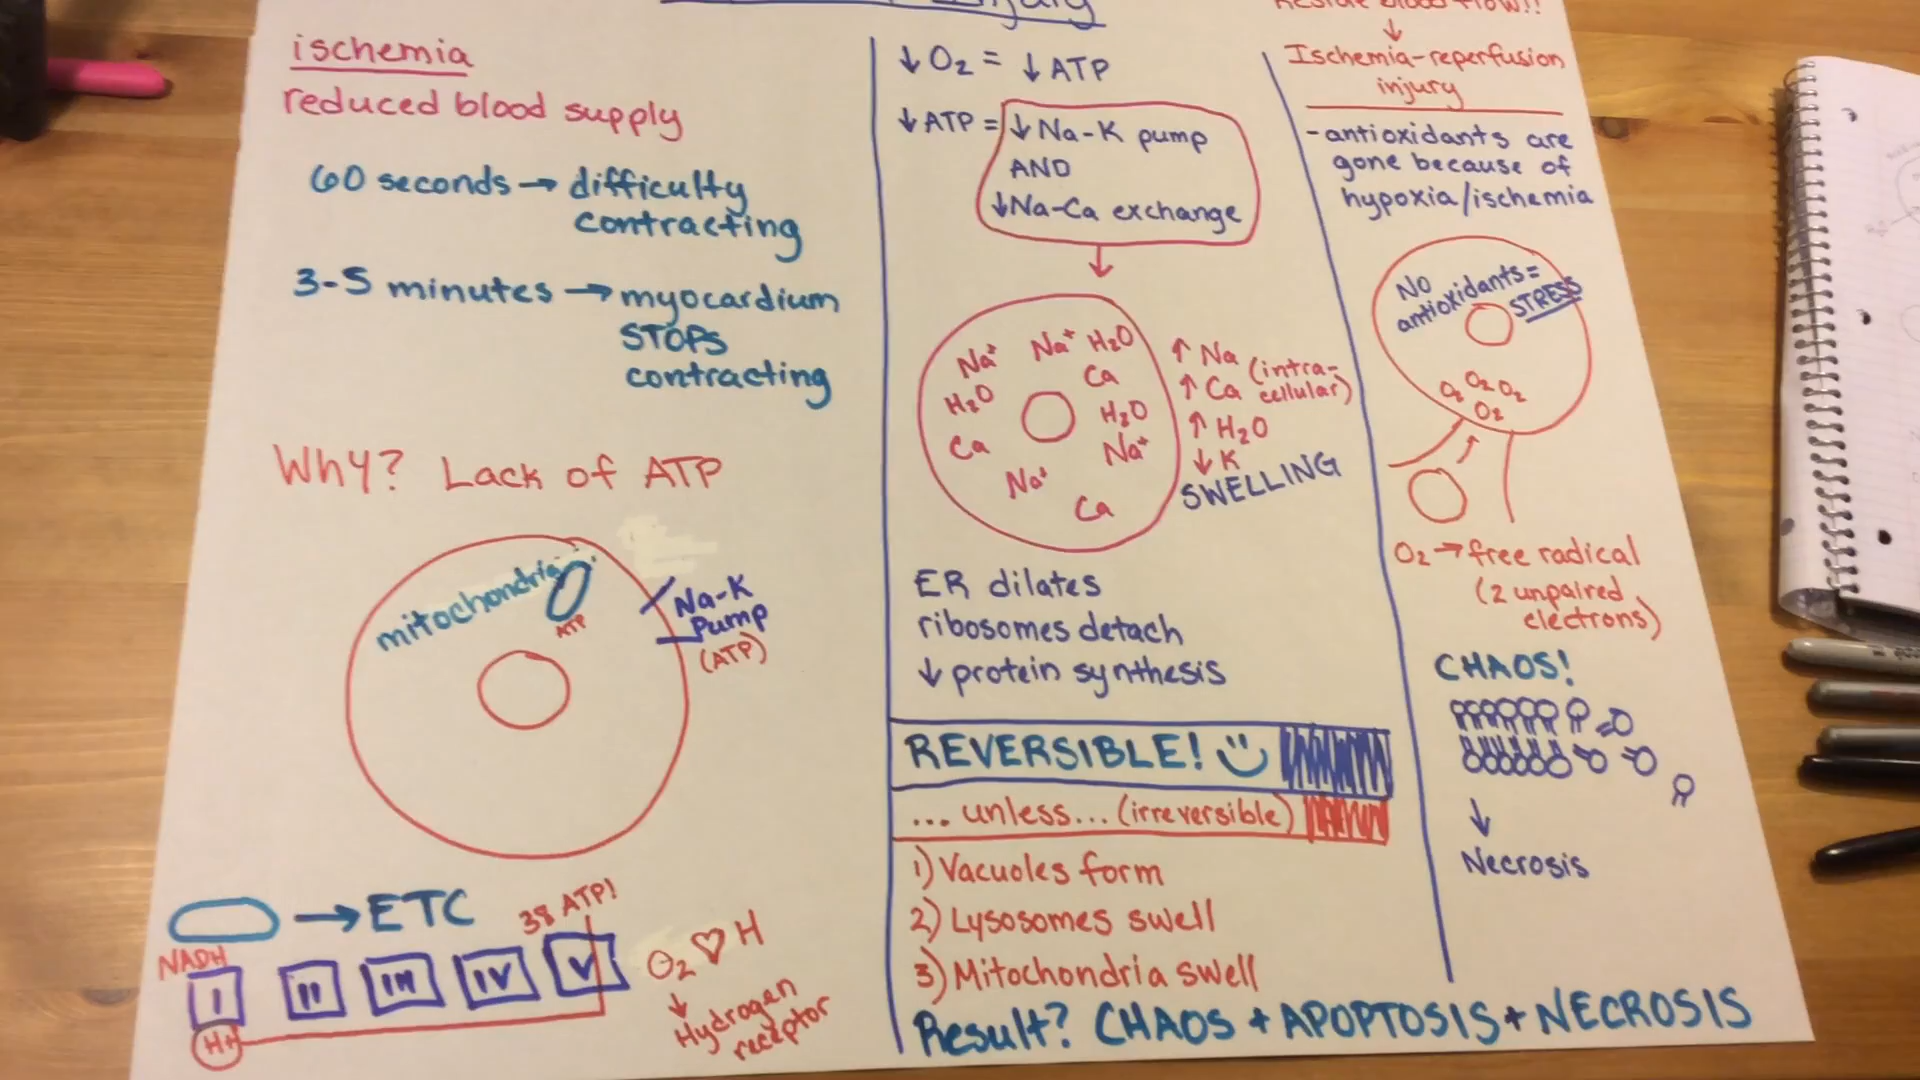 ischemia
reduced blood supply
60 seconds → difficulty
contracting
3-5 minutes → myocardium
STOPS
contracting
Why? Lack of ATP
mitochondria
ATP
Na-K
Pump
(ATP)
→ ETC
38 ATP!
NADH
I II III IV V
H+
O₂ ♡ H
↓
Hydrogen
receptor
↓ O₂ = ↓ ATP
↓ ATP = ↓ Na-K pump
AND
↓ Na-Ca exchange
↓
Na⁺ Na⁺ H₂O
Ca
H₂O
H₂O
Ca
Na⁺
Na⁺
Ca
↑ Na (intra-
↑ Ca cellular)
↑ H₂O
↓ K
SWELLING
ER dilates
ribosomes detach
↓ protein synthesis
REVERSIBLE!
... unless... (irreversible)
1) Vacuoles form
2) Lysosomes swell
3) Mitochondria swell
Result? CHAOS + APOPTOSIS + NECROSIS
↓
Ischemia-reperfusion
injury
- antioxidants are
gone because of
hypoxia/ischemia
NO
antioxidants =
STRESS
O₂ O₂ O₂
O₂
O₂ → free radical
(2 unpaired
electrons)
CHAOS!
↓
Necrosis